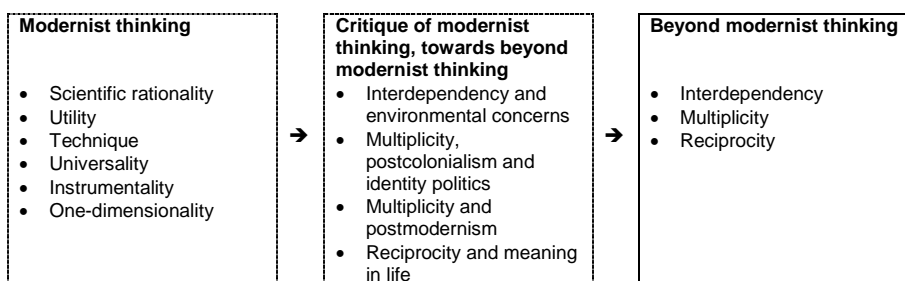 Modernist thinking
• Scientific rationality
• Utility
• Technique
• Universality
• Instrumentality
• One-dimensionality
➔
Critique of modernist
thinking, towards beyond
modernist thinking
• Interdependency and
environmental concerns
• Multiplicity,
postcolonialism and
identity politics
• Multiplicity and
postmodernism
• Reciprocity and meaning
in life
➔
Beyond modernist thinking
• Interdependency
• Multiplicity
• Reciprocity